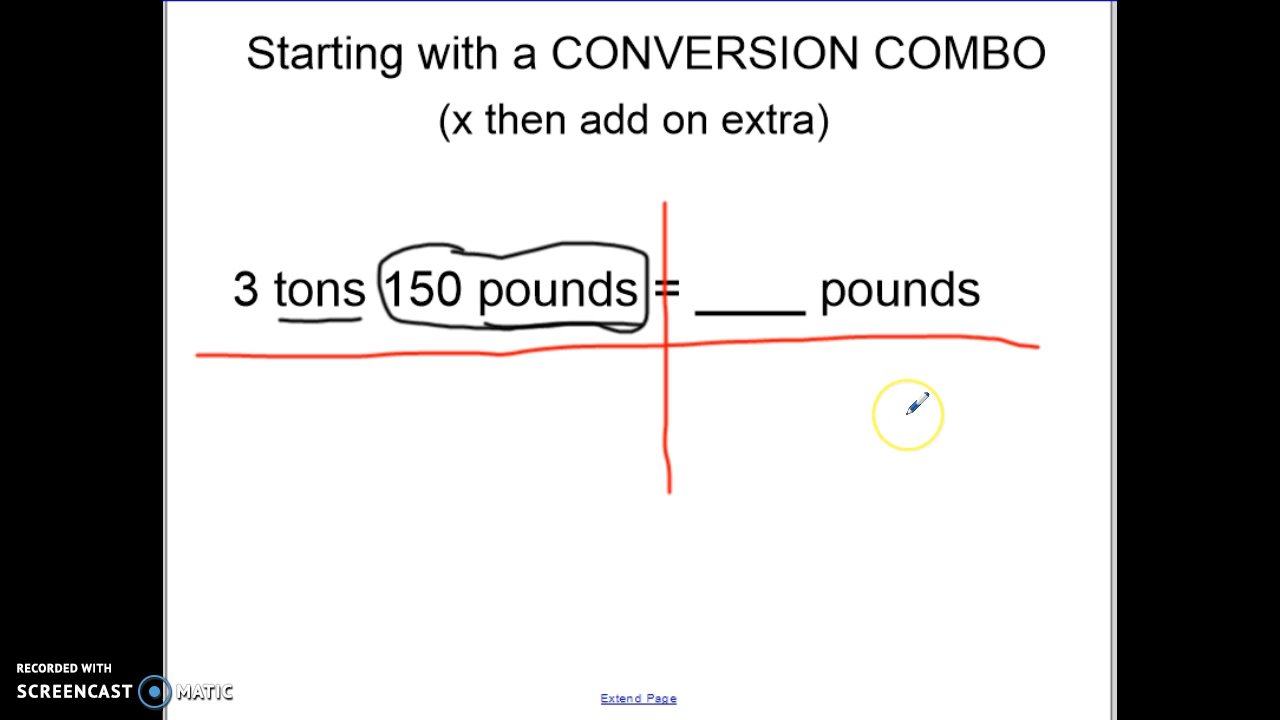 Starting with a CONVERSION COMBO
(x then add on extra)
3 tons 150 pounds = ____ pounds
RECORDED WITH
SCREENCAST MATIC
Extend Page